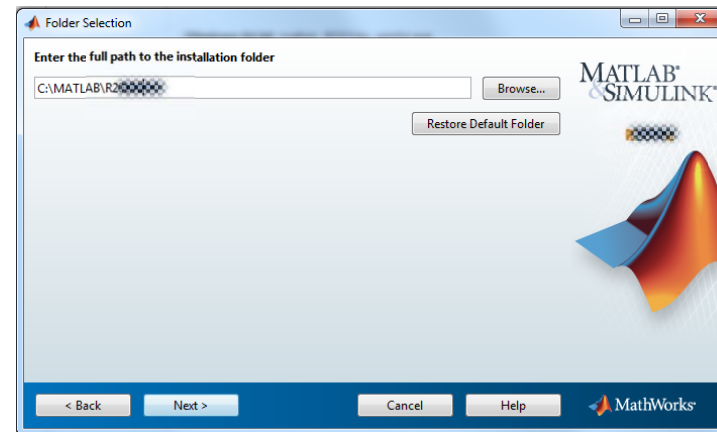 Folder Selection
Enter the full path to the installation folder
C:\MATLAB\R2
Browse...
Restore Default Folder
MATLAB®
&SIMULINK®
< Back
Next >
Cancel
Help
MathWorks®